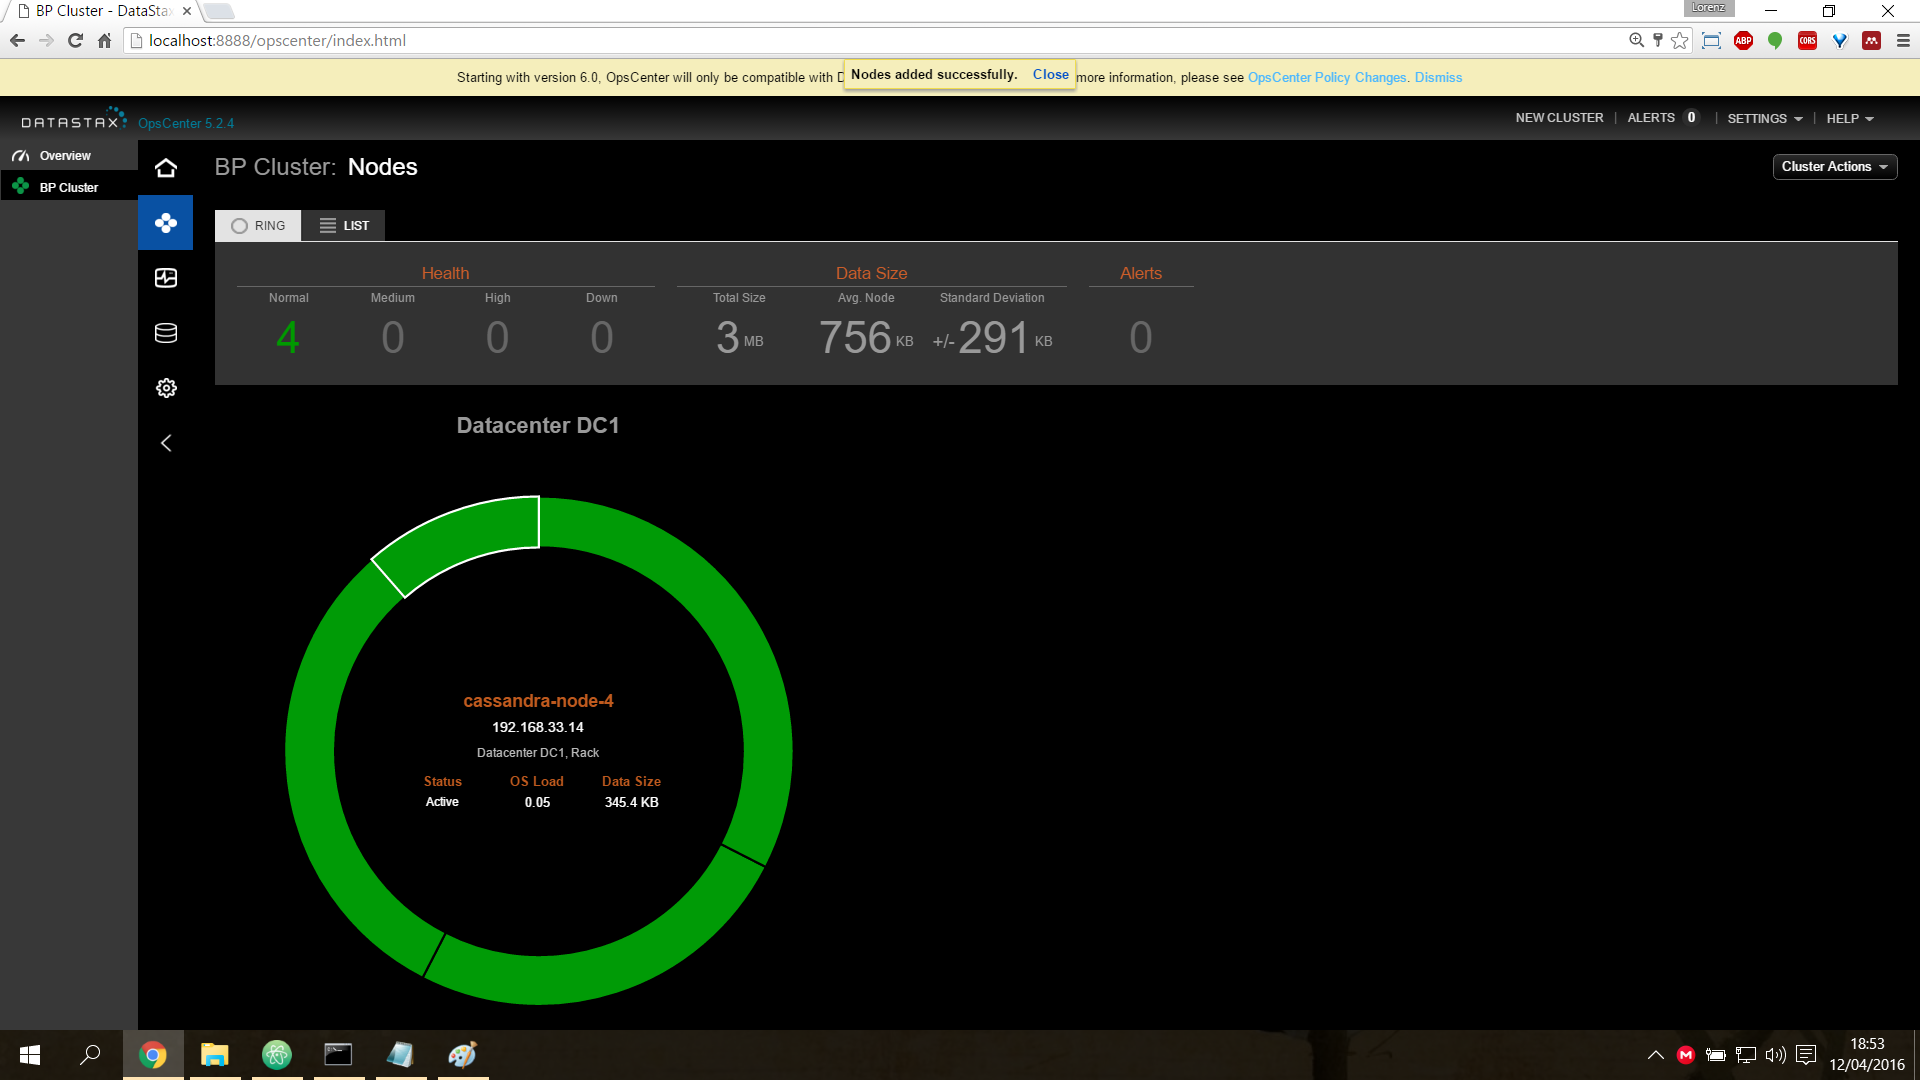 BP Cluster - DataSta
Lorenz
localhost:8888/opscenter/index.html
ABP
CORS
Starting with version 6.0, OpsCenter will only be compatible with D
Nodes added successfully. Close
more information, please see OpsCenter Policy Changes. Dismiss
DATASTAX OpsCenter 5.2.4
NEW CLUSTER | ALERTS 0 | SETTINGS | HELP
Overview
BP Cluster
BP Cluster: Nodes
Cluster Actions
RING LIST
Health Data Size Alerts
Normal Medium High Down Total Size Avg. Node Standard Deviation
4 0 0 0 3 MB 756 KB +/- 291 KB 0
Datacenter DC1
cassandra-node-4
192.168.33.14
Datacenter DC1, Rack
Status OS Load Data Size
Active 0.05 345.4 KB
18:53
12/04/2016